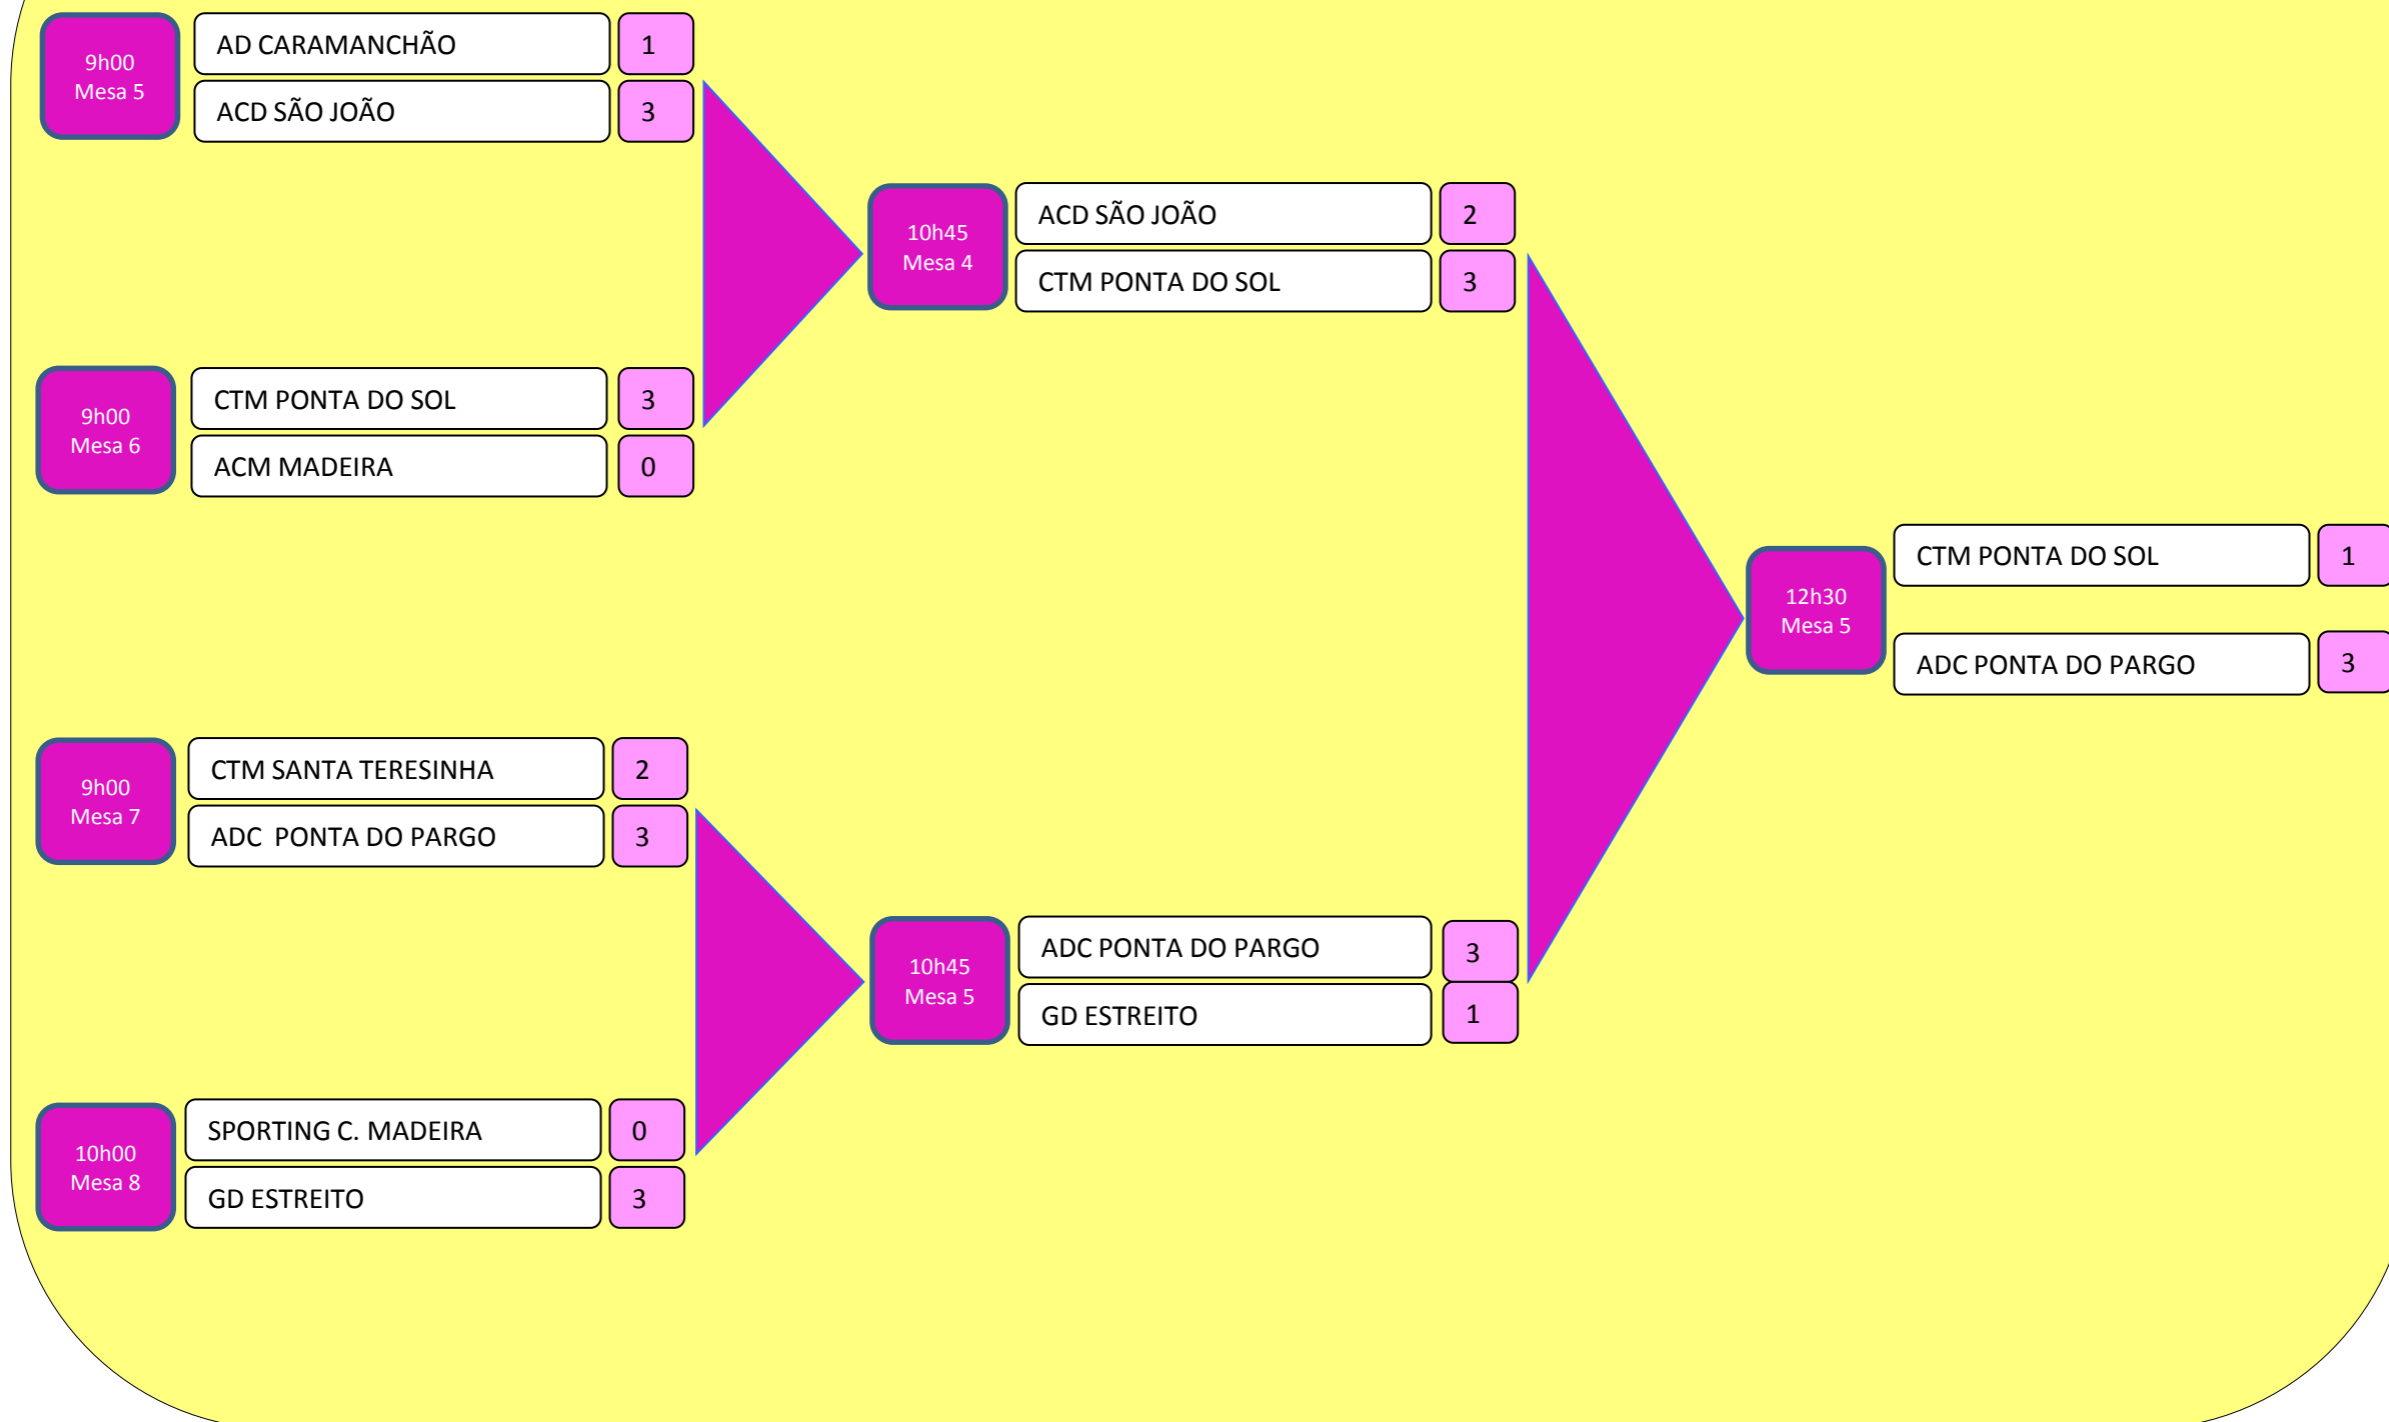 9h00
Mesa 5
AD CARAMANCHÃO 1
ACD SÃO JOÃO 3
9h00
Mesa 6
CTM PONTA DO SOL 3
ACM MADEIRA 0
9h00
Mesa 7
CTM SANTA TERESINHA 2
ADC  PONTA DO PARGO 3
10h00
Mesa 8
SPORTING C. MADEIRA 0
GD ESTREITO 3
10h45
Mesa 4
ACD SÃO JOÃO 2
CTM PONTA DO SOL 3
10h45
Mesa 5
ADC PONTA DO PARGO 3
GD ESTREITO 1
12h30
Mesa 5
CTM PONTA DO SOL 1
ADC PONTA DO PARGO 3